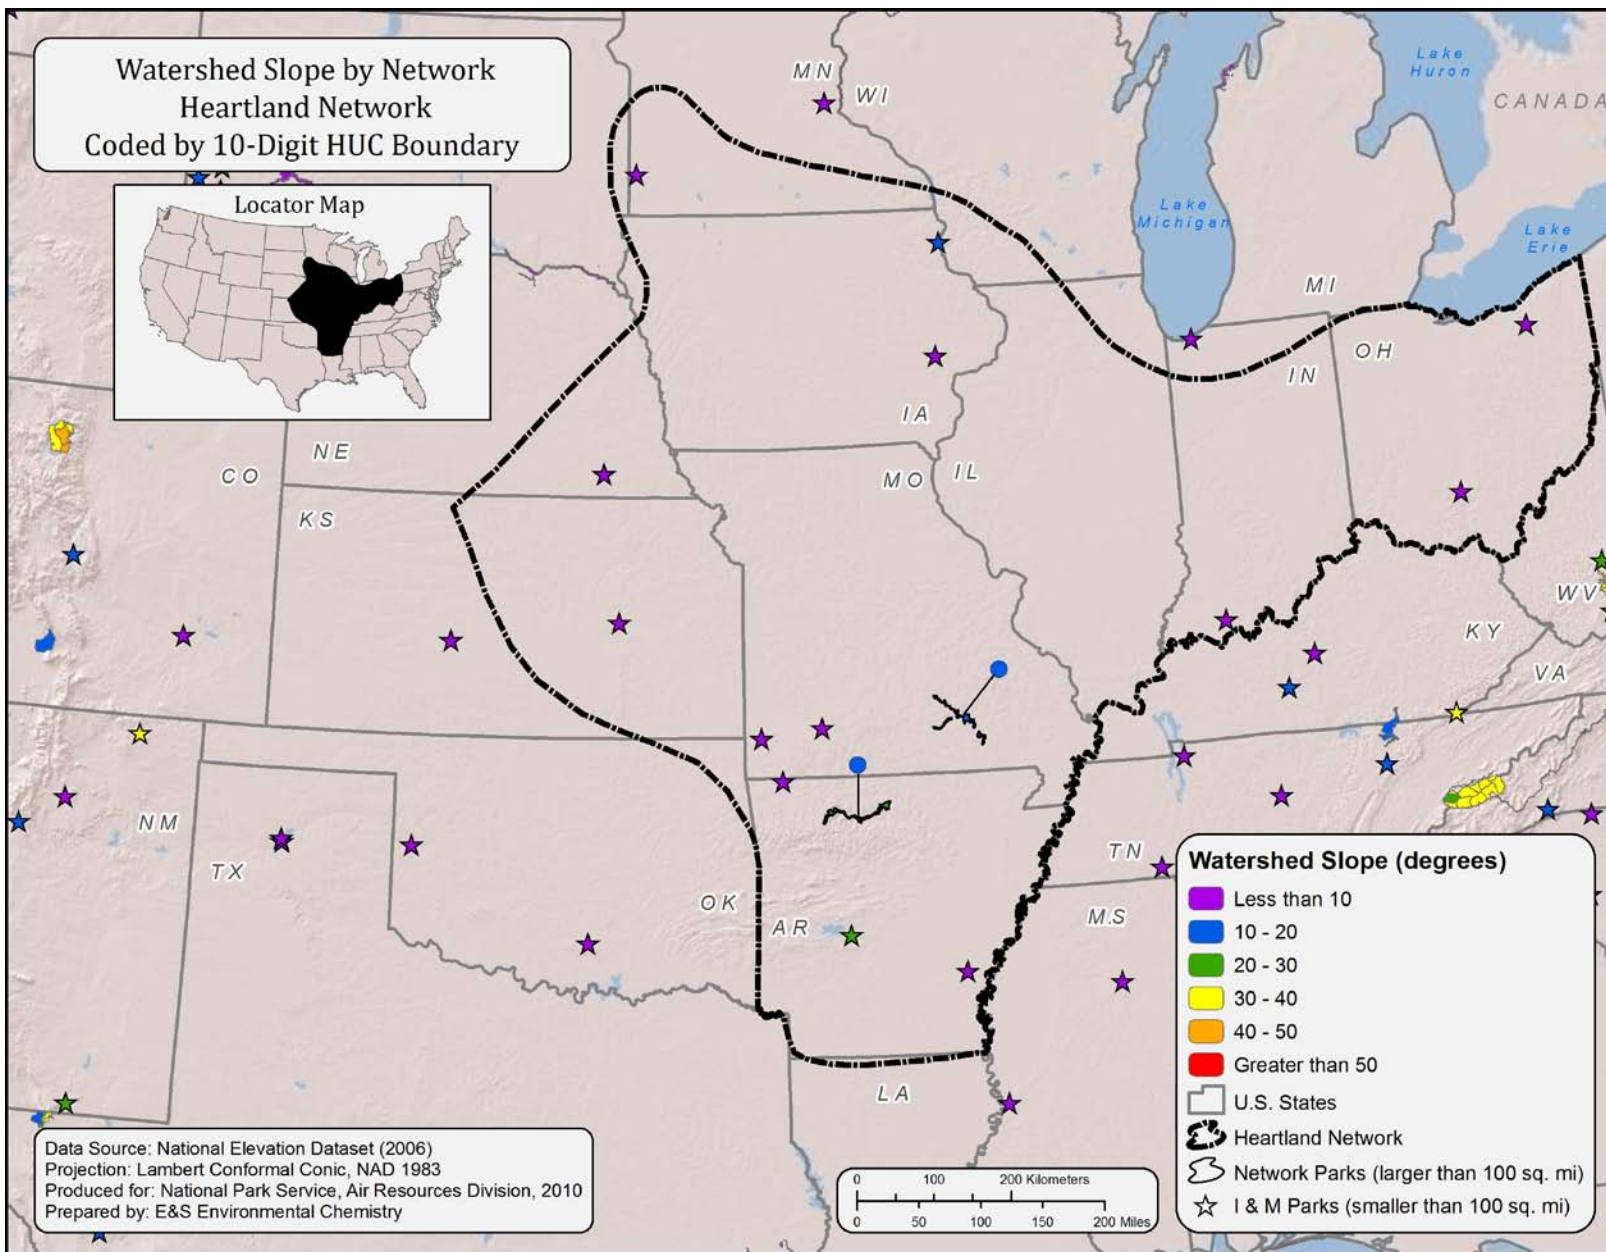 Watershed Slope by Network
Heartland Network
Coded by 10-Digit HUC Boundary
Locator Map
MN
WI
Lake
Huron
CANADA
Lake
Michigan
Lake
Erie
MI
OH
IN
IA
NE
CO
MO
IL
KS
WV
KY
VA
NM
TX
OK
AR
TN
MS
LA
Watershed Slope (degrees)
Less than 10
10 - 20
20 - 30
30 - 40
40 - 50
Greater than 50
U.S. States
Heartland Network
Network Parks (larger than 100 sq. mi)
I & M Parks (smaller than 100 sq. mi)
Data Source: National Elevation Dataset (2006)
Projection: Lambert Conformal Conic, NAD 1983
Produced for: National Park Service, Air Resources Division, 2010
Prepared by: E&S Environmental Chemistry
0 100 200 Kilometers
0 50 100 150 200 Miles